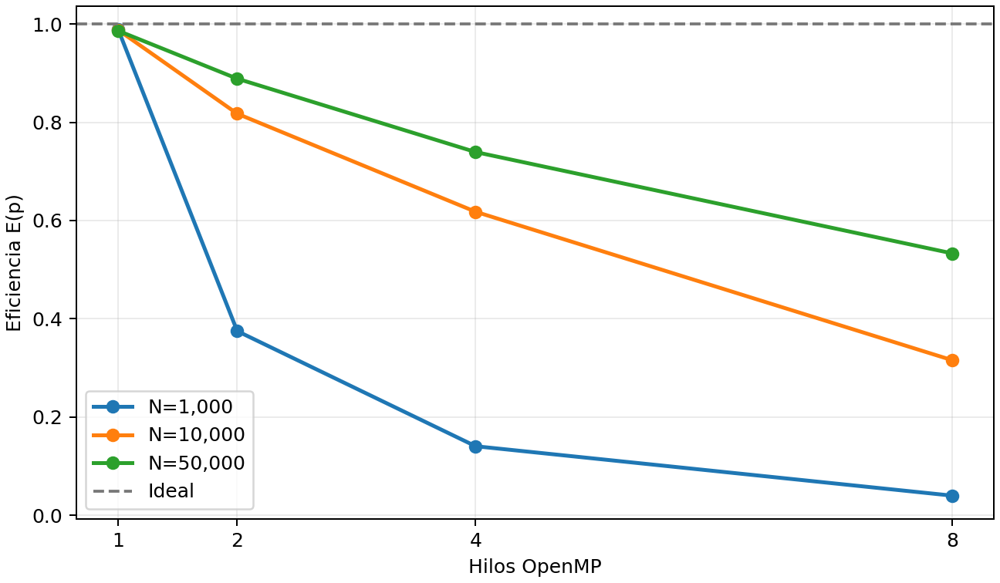 1.0
0.8
0.6
0.4
0.2
0.0
Eficiencia E(p)
N=1,000
N=10,000
N=50,000
Ideal
1 2 4 8
Hilos OpenMP